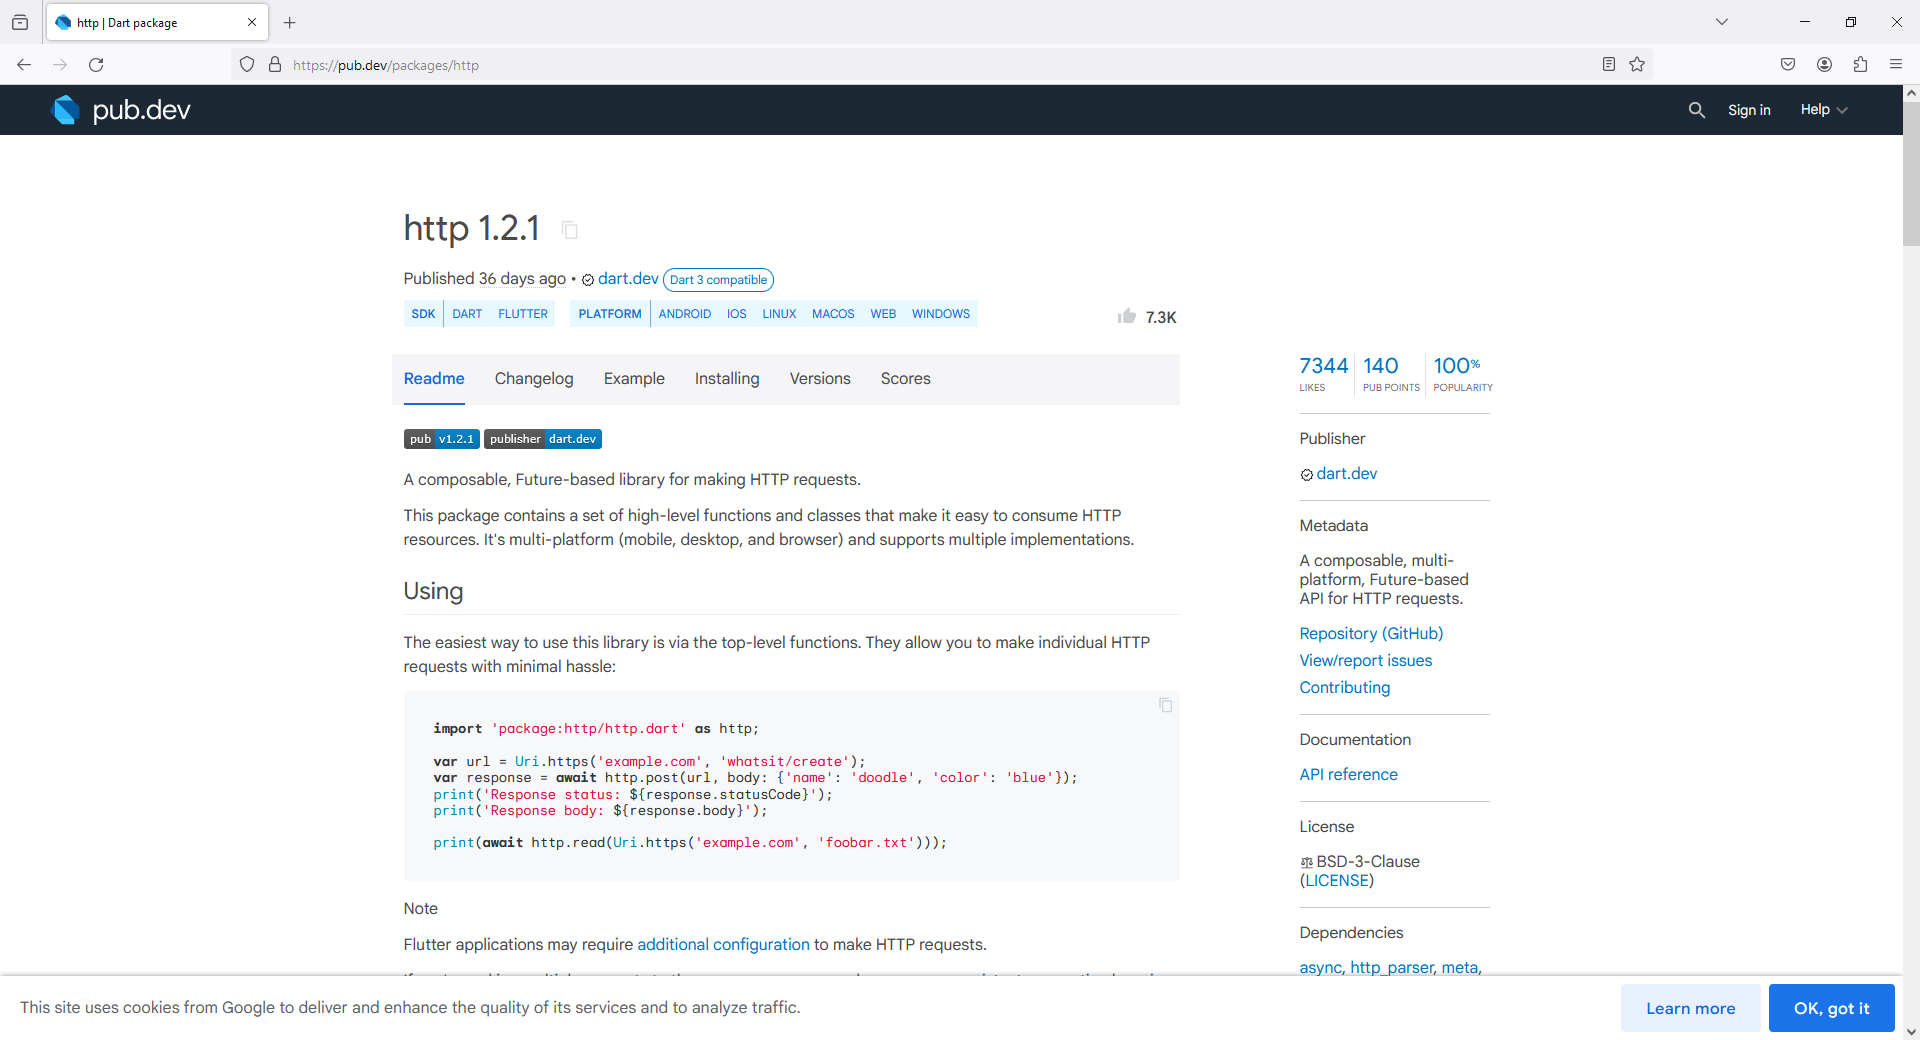 http | Dart package
https://pub.dev/packages/http
pub.dev
Sign in
Help
http 1.2.1
Published 36 days ago • dart.dev Dart 3 compatible
SDK DART FLUTTER PLATFORM ANDROID IOS LINUX MACOS WEB WINDOWS
7.3K
Readme Changelog Example Installing Versions Scores
pub v1.2.1 publisher dart.dev
A composable, Future-based library for making HTTP requests.
This package contains a set of high-level functions and classes that make it easy to consume HTTP
resources. It's multi-platform (mobile, desktop, and browser) and supports multiple implementations.
Using
The easiest way to use this library is via the top-level functions. They allow you to make individual HTTP
requests with minimal hassle:
import 'package:http/http.dart' as http;
var url = Uri.https('example.com', 'whatsit/create');
var response = await http.post(url, body: {'name': 'doodle', 'color': 'blue'});
print('Response status: ${response.statusCode}');
print('Response body: ${response.body}');
print(await http.read(Uri.https('example.com', 'foobar.txt')));
Note
Flutter applications may require additional configuration to make HTTP requests.
7344 140 100%
LIKES PUB POINTS POPULARITY
Publisher
dart.dev
Metadata
A composable, multi-
platform, Future-based
API for HTTP requests.
Repository (GitHub)
View/report issues
Contributing
Documentation
API reference
License
BSD-3-Clause
(LICENSE)
Dependencies
async, http_parser, meta,
This site uses cookies from Google to deliver and enhance the quality of its services and to analyze traffic.
Learn more
OK, got it